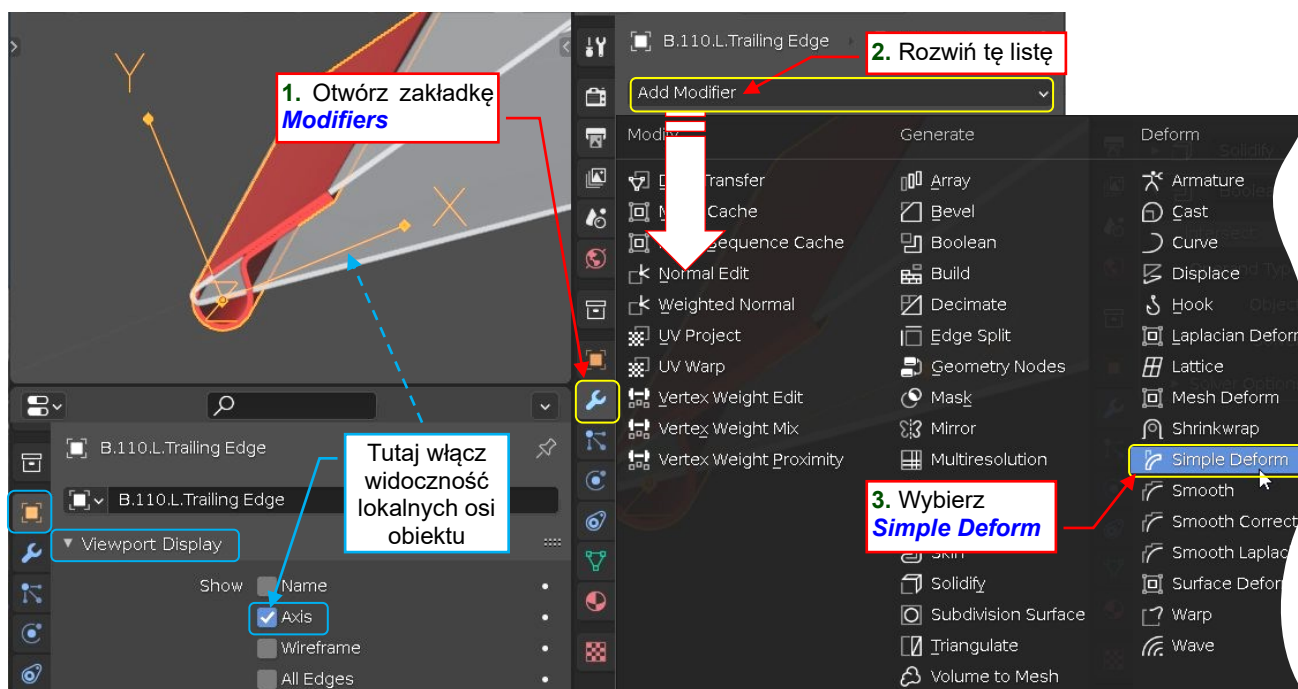 Y
X
1. Otwórz zakładkę
Modifiers
B.110.L.Trailing Edge
2. Rozwiń tę listę
Add Modifier
Modify
Transfer
Cache
Sequence Cache
Normal Edit
Weighted Normal
UV Project
UV Warp
Vertex Weight Edit
Vertex Weight Mix
Vertex Weight Proximity
Generate
Array
Bevel
Boolean
Build
Decimate
Edge Split
Geometry Nodes
Mask
Mirror
Multiresolution
3. Wybierz
Simple Deform
Skin
Solidify
Subdivision Surface
Triangulate
Volume to Mesh
Deform
Armature
Cast
Curve
Displace
Hook
Laplacian Deform
Lattice
Mesh Deform
Shrinkwrap
Simple Deform
Smooth
Smooth Correct
Smooth Laplac
Surface Defor
Warp
Wave
B.110.L.Trailing Edge
B.110.L.Trailing Edge
Tutaj włącz
widoczność
lokalnych osi
obiektu
Viewport Display
Show
Name
Axis
Wireframe
All Edges